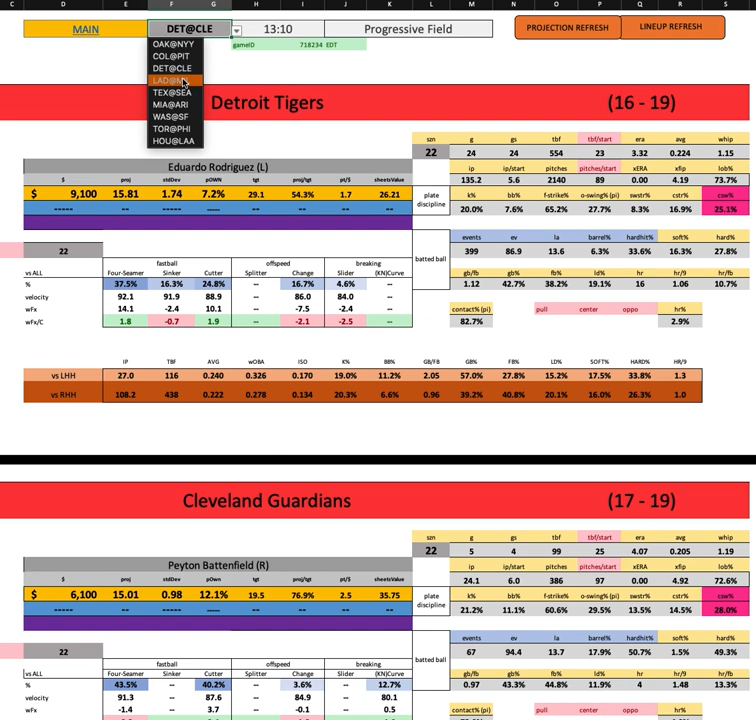 C D E F G H I J K L M N O P Q R S
MAIN DET@CLE 13:10 Progressive Field PROJECTION REFRESH LINEUP REFRESH
gameID 718234 EDT
OAK@NYY
COL@PIT
DET@CLE
TEX@SEA
MIA@ARI
WAS@SF
TOR@PHI
HOU@LAA
Detroit Tigers (16 - 19)
szn g gs tbf tbf/start era avg whip
22 24 24 554 23 3.32 0.224 1.15
Eduardo Rodriguez (L) ip ip/start pitches pitches/start xERA xfip lob%
$ proj stdDev pOWN tgt proj/tgt pt/$ sheetsValue 135.2 5.6 2140 89 0.00 4.19 73.7%
$ 9,100 15.81 1.74 7.2% 29.1 54.3% 1.7 26.21 plate discipline k% bb% f-strike% o-swing% (pi) swstr% cstr% csw%
----- -- -- ___ -- -- -- -- 20.0% 7.6% 65.2% 27.7% 8.3% 16.9% 25.1%
events ev la barrel% hardhit% soft% hard%
22 batted ball 399 86.9 13.6 6.3% 33.6% 16.3% 27.8%
fastball offspeed breaking
vs ALL Four-Seamer Sinker Cutter Splitter Change Slider (KN)Curve gb/fb gb% fb% ld% hr hr/9 hr/fb
% 37.5% 16.3% 24.8% -- 16.7% 4.6% -- 1.12 42.7% 38.2% 19.1% 16 1.06 10.7%
velocity 92.1 91.9 88.9 -- 86.0 84.0 --
wFx 14.1 -2.4 10.1 -- -7.5 -2.4 -- contact% (pi) pull center oppo hr%
wFx/C 1.8 -0.7 1.9 -- -2.1 -2.5 -- 82.7% 2.9%
IP TBF AVG wOBA ISO K% BB% GB/FB GB% FB% LD% SOFT% HARD% HR/9
vs LHH 27.0 116 0.240 0.326 0.170 19.0% 11.2% 2.05 57.0% 27.8% 15.2% 17.5% 33.8% 1.3
vs RHH 108.2 438 0.222 0.278 0.134 20.3% 6.6% 0.96 39.2% 40.8% 20.1% 16.0% 26.3% 1.0
Cleveland Guardians (17 - 19)
szn g gs tbf tbf/start era avg whip
22 5 4 99 25 4.07 0.205 1.19
Peyton Battenfield (R) ip ip/start pitches pitches/start xERA xfip lob%
$ proj stdDev pOwn tgt proj/tgt pt/$ sheetsValue 24.1 6.0 386 97 0.00 4.92 72.6%
$ 6,100 15.01 0.98 12.1% 19.5 76.9% 2.5 35.75 plate discipline k% bb% f-strike% o-swing% (pi) swstr% cstr% csw%
----- -- -- ___ -- -- -- -- 21.2% 11.1% 60.6% 29.5% 13.5% 14.5% 28.0%
events ev la barrel% hardhit% soft% hard%
22 batted ball 67 94.4 13.7 17.9% 50.7% 1.5% 49.3%
fastball offspeed breaking
vs ALL Four-Seamer Sinker Cutter Splitter Change Slider (KN)Curve gb/fb gb% fb% ld% hr hr/9 hr/fb
% 43.5% -- 40.2% -- 3.6% -- 12.7% 0.97 43.3% 44.8% 11.9% 4 1.48 13.3%
velocity 91.3 -- 87.6 -- 84.9 -- 80.1
wFx -1.4 -- 3.7 -- -0.1 -- 0.5 contact% (pi) pull center oppo hr%